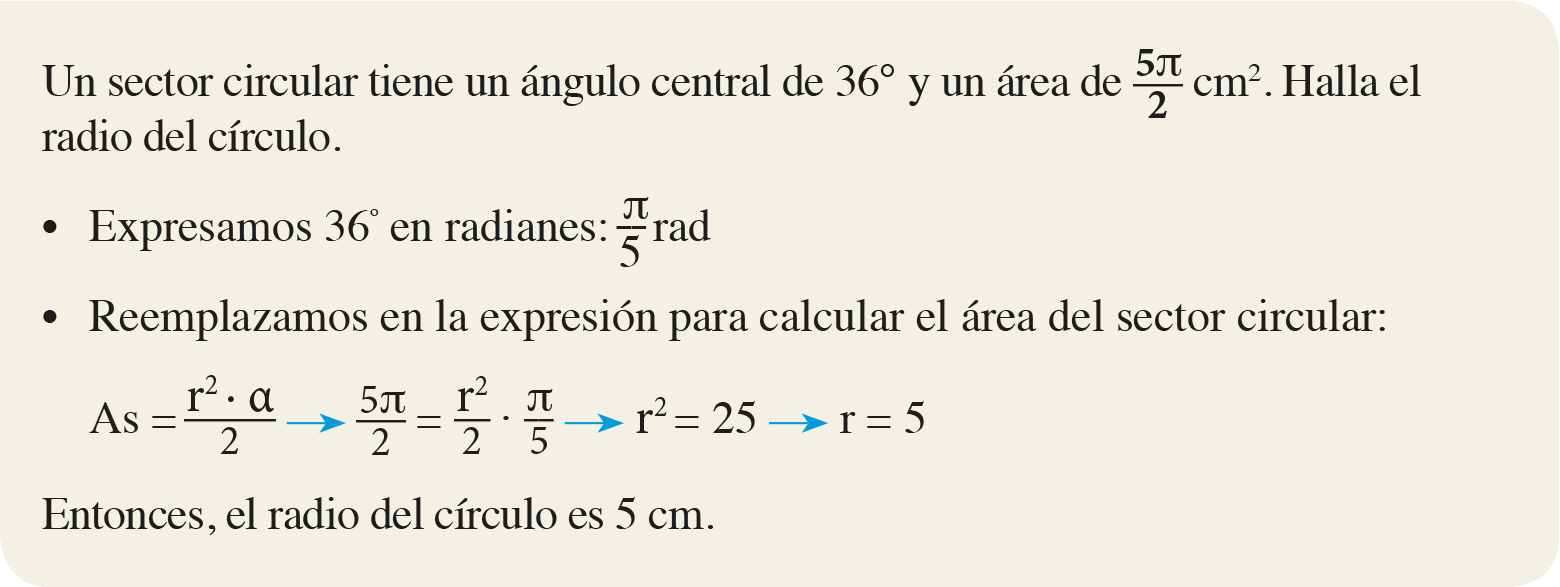 Un sector circular tiene un ángulo central de 36° y un área de 5π/2 cm². Halla el
radio del círculo.
• Expresamos 36° en radianes: π/5 rad
• Reemplazamos en la expresión para calcular el área del sector circular:
As = r² · α/2 → 5π/2 = r²/2 · π/5 → r² = 25 → r = 5
Entonces, el radio del círculo es 5 cm.